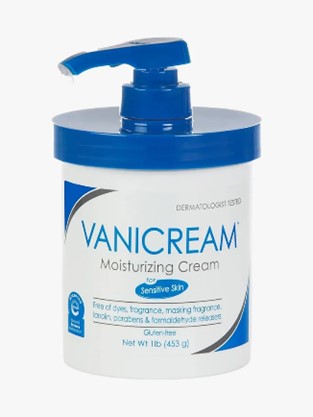 DERMATOLOGIST TESTED
VANICREAM™
Moisturizing Cream
for
Sensitive Skin
Free of dyes, fragrance, masking fragrance,
lanolin, parabens & formaldehyde releasers
Gluten-free
Net Wt 1lb (453 g)